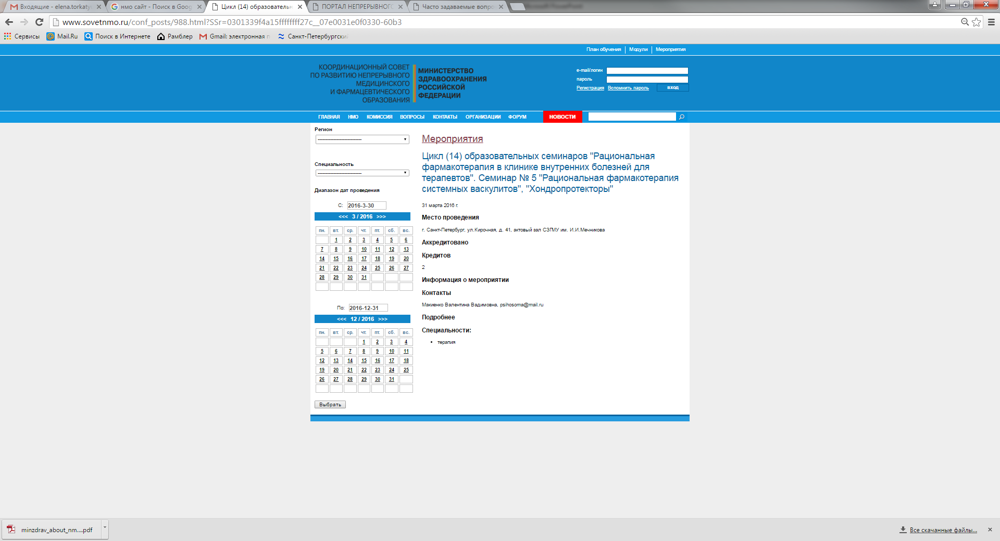 Входящие - elena.torkaty
нмо сайт - Поиск в Goog
Цикл (14) образовательн
ПОРТАЛ НЕПРЕРЫВНОГО
Часто задаваемые вопро
www.sovetnmo.ru/conf_posts/988.html?SSr=0301339f4a15ffffffff27c__07e0031e0f0330-60b3
Сервисы
Mail.Ru
Поиск в Интернете
Рамблер
Gmail: электронная п
Санкт-Петербургский
План обучения
Модули
Мероприятия
КООРДИНАЦИОННЫЙ СОВЕТ
ПО РАЗВИТИЮ НЕПРЕРЫВНОГО
МЕДИЦИНСКОГО
И ФАРМАЦЕВТИЧЕСКОГО
ОБРАЗОВАНИЯ
МИНИСТЕРСТВО
ЗДРАВООХРАНЕНИЯ
РОССИЙСКОЙ
ФЕДЕРАЦИИ
e-mail/логин
пароль
Регистрация Вспомнить пароль вход
ГЛАВНАЯ НМО КОМИССИЯ ВОПРОСЫ КОНТАКТЫ ОРГАНИЗАЦИИ ФОРУМ НОВОСТИ
Регион
----------------------------
Специальность
----------------------------
Диапазон дат проведения
С: 2016-3-30
<<< 3 / 2016 >>>
пн. вт. ср. чт. пт. сб. вс.
1 2 3 4 5 6
7 8 9 10 11 12 13
14 15 16 17 18 19 20
21 22 23 24 25 26 27
28 29 30 31
По: 2016-12-31
<<< 12 / 2016 >>>
пн. вт. ср. чт. пт. сб. вс.
1 2 3 4
5 6 7 8 9 10 11
12 13 14 15 16 17 18
19 20 21 22 23 24 25
26 27 28 29 30 31
Выбрать
Мероприятия
Цикл (14) образовательных семинаров "Рациональная
фармакотерапия в клинике внутренних болезней для
терапевтов". Семинар № 5 "Рациональная фармакотерапия
системных васкулитов", "Хондропротекторы"
31 марта 2016 г.
Место проведения
г. Санкт-Петербург, ул.Кирочная, д. 41, актовый зал СЗГМУ им. И.И.Мечникова
Аккредитовано
Кредитов
2
Информация о мероприятии
Контакты
Макиенко Валентина Вадимовна, psihosoma@mail.ru
Подробнее
Специальности:
• терапия
minzdrav_about_nm....pdf
Все скачанные файлы...